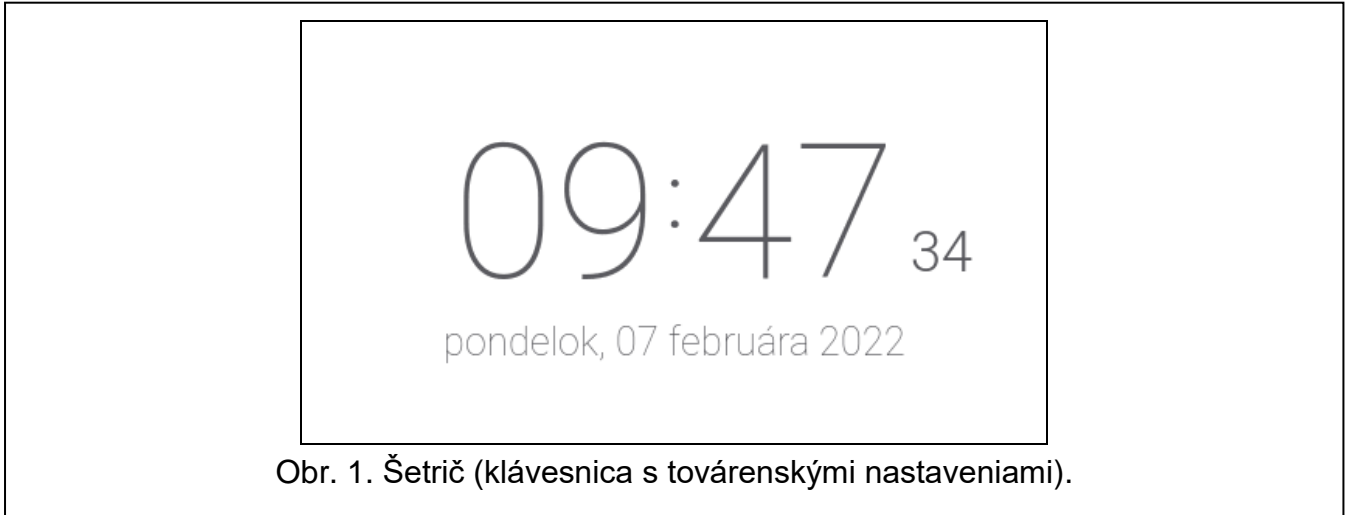 09:47 34
pondelok, 07 februára 2022
Obr. 1. Šetrič (klávesnica s továrenskými nastaveniami).